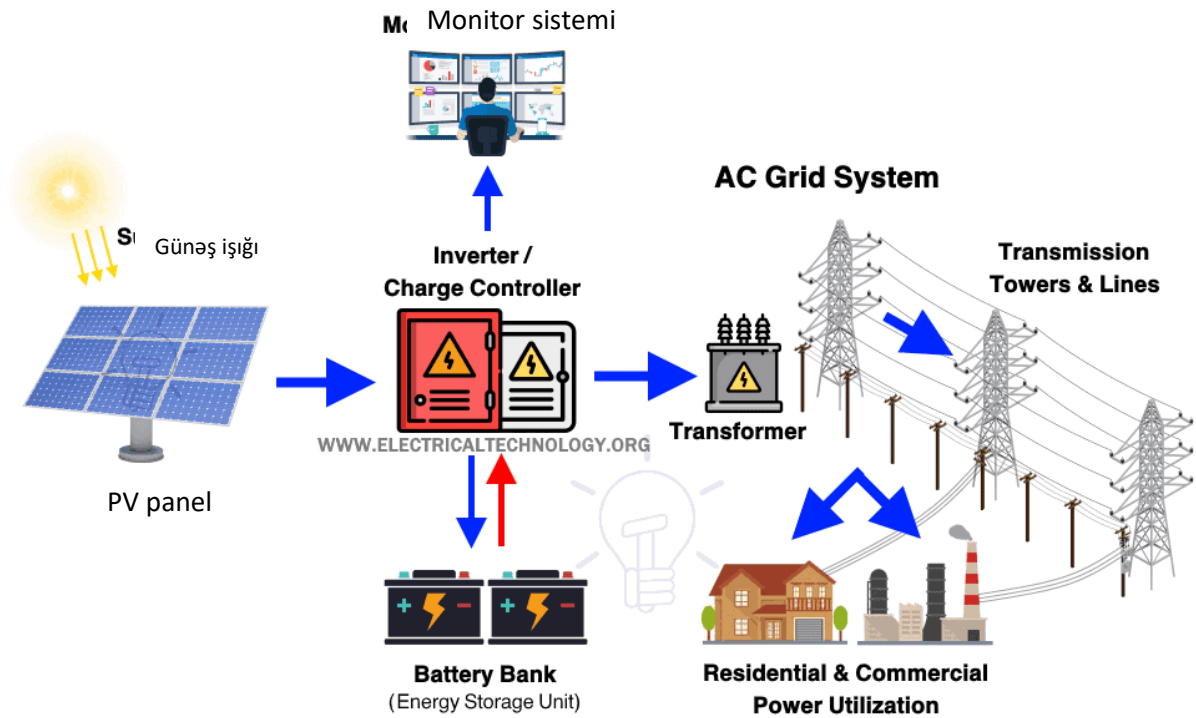 Monitor sistemi
AC Grid System
Günəş işığı
Inverter /
Charge Controller
Transmission
Towers & Lines
Transformer
WWW.ELECTRICALTECHNOLOGY.ORG
PV panel
Battery Bank
(Energy Storage Unit)
Residential & Commercial
Power Utilization